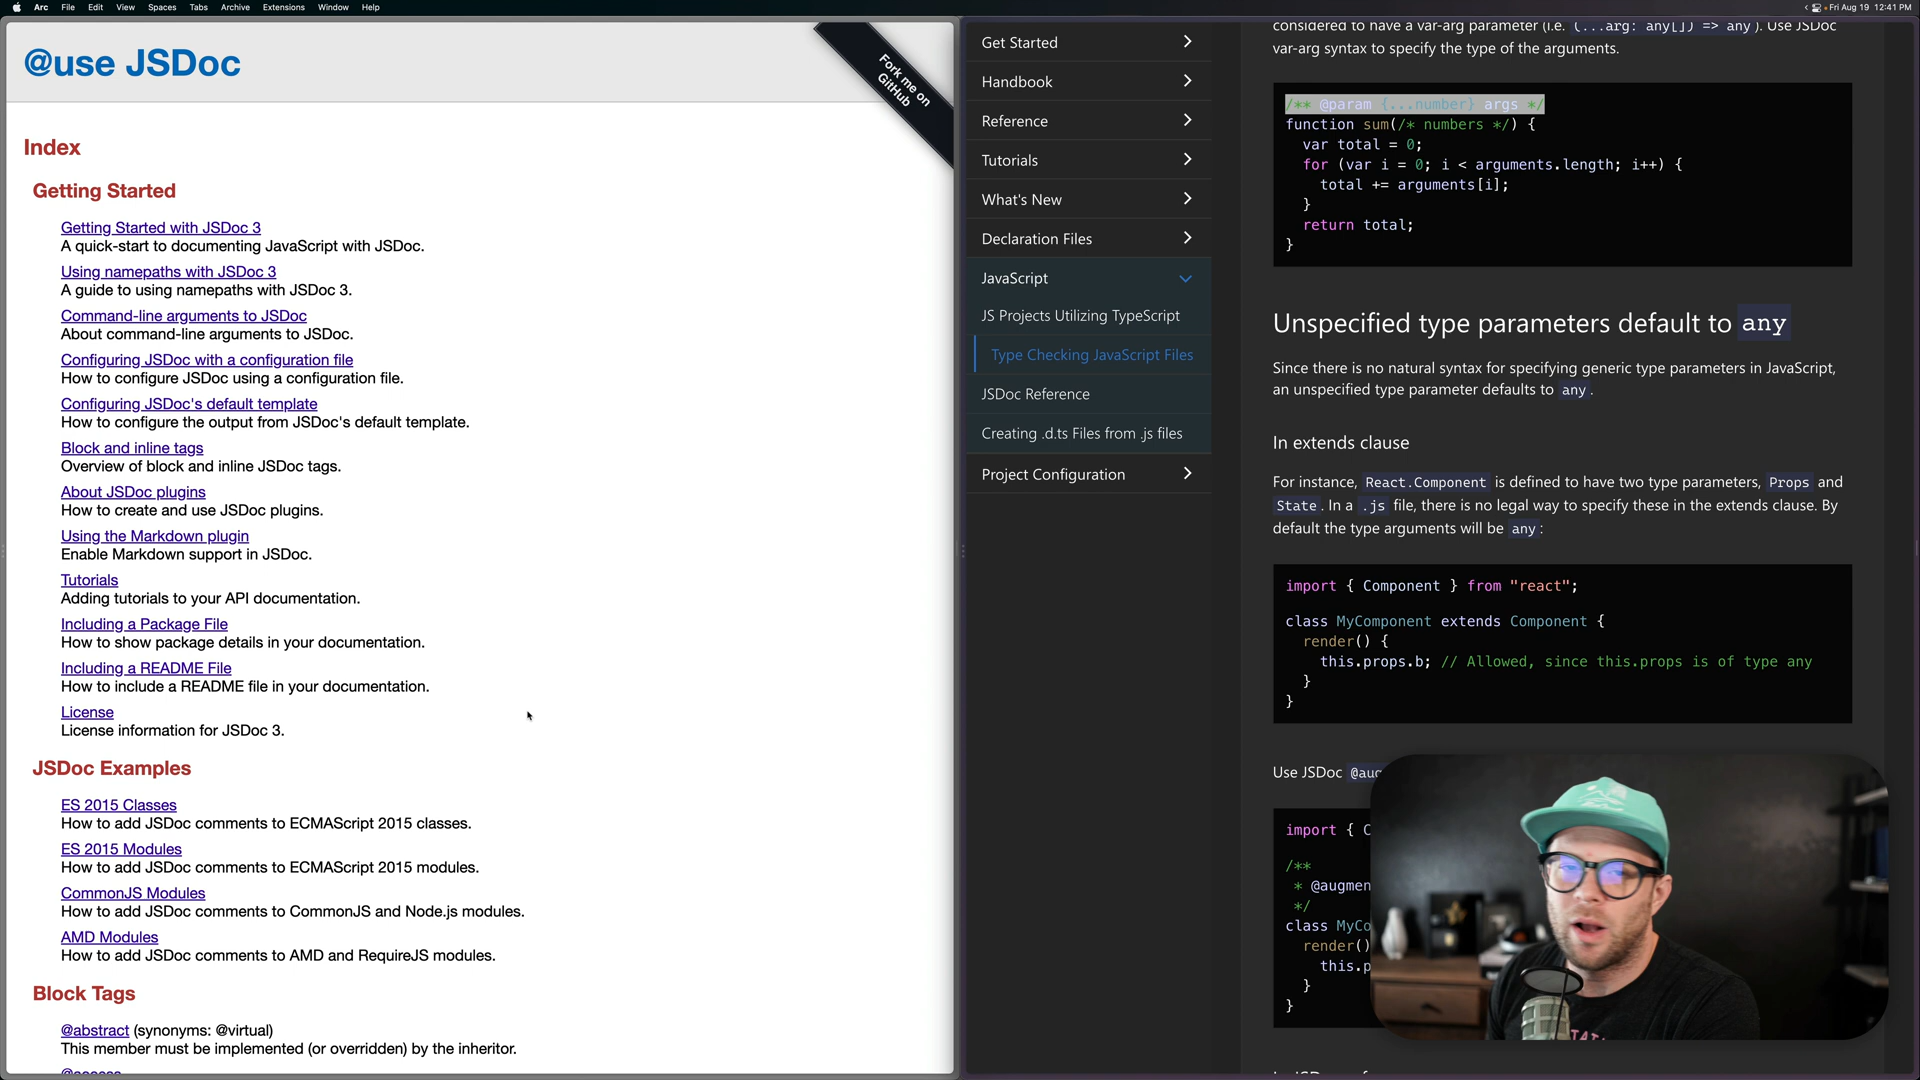 Arc File Edit View Spaces Tabs Archive Extensions Window Help
Fri Aug 19 12:41 PM
@use JSDoc
Fork me on
GitHub
Index
Getting Started
Getting Started with JSDoc 3
A quick-start to documenting JavaScript with JSDoc.
Using namepaths with JSDoc 3
A guide to using namepaths with JSDoc 3.
Command-line arguments to JSDoc
About command-line arguments to JSDoc.
Configuring JSDoc with a configuration file
How to configure JSDoc using a configuration file.
Configuring JSDoc's default template
How to configure the output from JSDoc's default template.
Block and inline tags
Overview of block and inline JSDoc tags.
About JSDoc plugins
How to create and use JSDoc plugins.
Using the Markdown plugin
Enable Markdown support in JSDoc.
Tutorials
Adding tutorials to your API documentation.
Including a Package File
How to show package details in your documentation.
Including a README File
How to include a README file in your documentation.
License
License information for JSDoc 3.
JSDoc Examples
ES 2015 Classes
How to add JSDoc comments to ECMAScript 2015 classes.
ES 2015 Modules
How to add JSDoc comments to ECMAScript 2015 modules.
CommonJS Modules
How to add JSDoc comments to CommonJS and Node.js modules.
AMD Modules
How to add JSDoc comments to AMD and RequireJS modules.
Block Tags
@abstract (synonyms: @virtual)
This member must be implemented (or overridden) by the inheritor.
Get Started
Handbook
Reference
Tutorials
What's New
Declaration Files
JavaScript
JS Projects Utilizing TypeScript
Type Checking JavaScript Files
JSDoc Reference
Creating .d.ts Files from .js files
Project Configuration
considered to have a var-arg parameter (i.e. (...arg: any[]) => any). Use JSDoc
var-arg syntax to specify the type of the arguments.
/** @param {...number} args */
function sum(/* numbers */) {
var total = 0;
for (var i = 0; i < arguments.length; i++) {
total += arguments[i];
}
return total;
}
Unspecified type parameters default to any
Since there is no natural syntax for specifying generic type parameters in JavaScript,
an unspecified type parameter defaults to any.
In extends clause
For instance, React.Component is defined to have two type parameters, Props and
State. In a .js file, there is no legal way to specify these in the extends clause. By
default the type arguments will be any:
import { Component } from "react";
class MyComponent extends Component {
render() {
this.props.b; // Allowed, since this.props is of type any
}
}
Use JSDoc @aug
import { C
/**
* @augmen
*/
class MyCo
render()
this.p
}
}